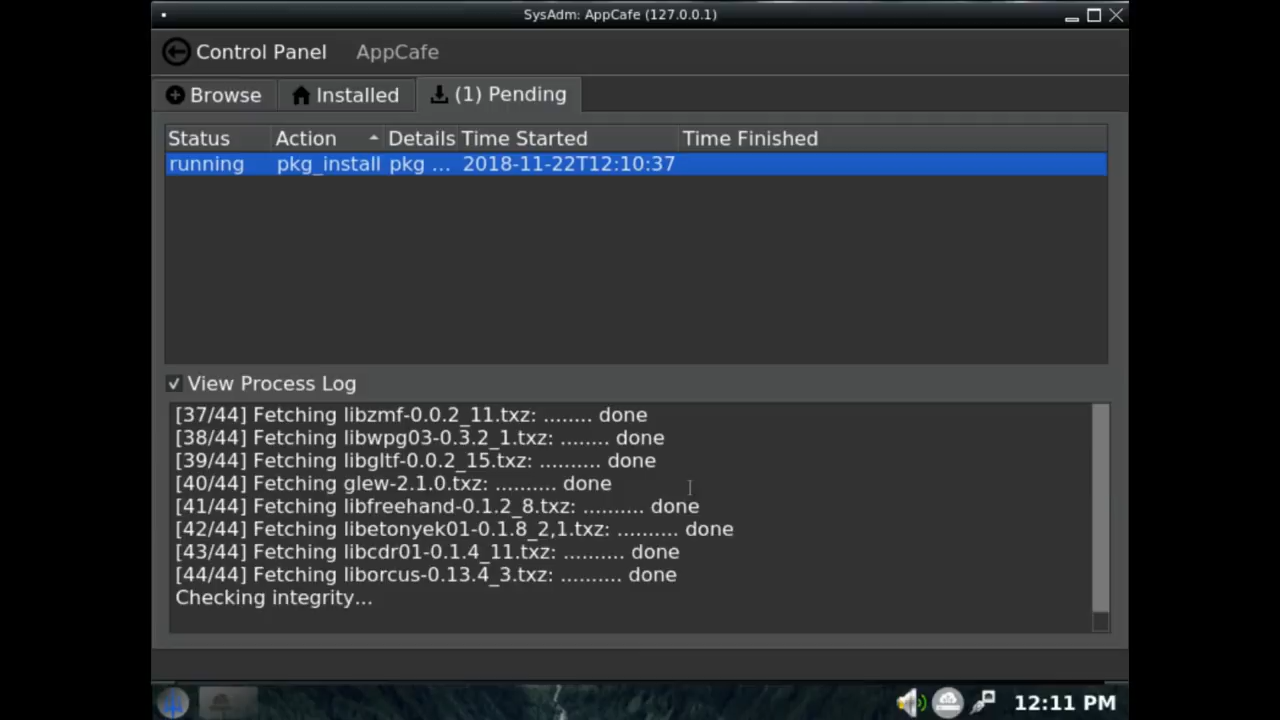 SysAdm: AppCafe (127.0.0.1)
Control Panel AppCafe
Browse Installed (1) Pending
Status Action Details Time Started Time Finished
running pkg_install pkg ... 2018-11-22T12:10:37
View Process Log
[37/44] Fetching libzmf-0.0.2_11.txz: ........ done
[38/44] Fetching libwpg03-0.3.2_1.txz: ........ done
[39/44] Fetching libgltf-0.0.2_15.txz: .......... done
[40/44] Fetching glew-2.1.0.txz: .......... done
[41/44] Fetching libfreehand-0.1.2_8.txz: .......... done
[42/44] Fetching libetonyek01-0.1.8_2,1.txz: .......... done
[43/44] Fetching libcdr01-0.1.4_11.txz: .......... done
[44/44] Fetching liborcus-0.13.4_3.txz: .......... done
Checking integrity...
12:11 PM